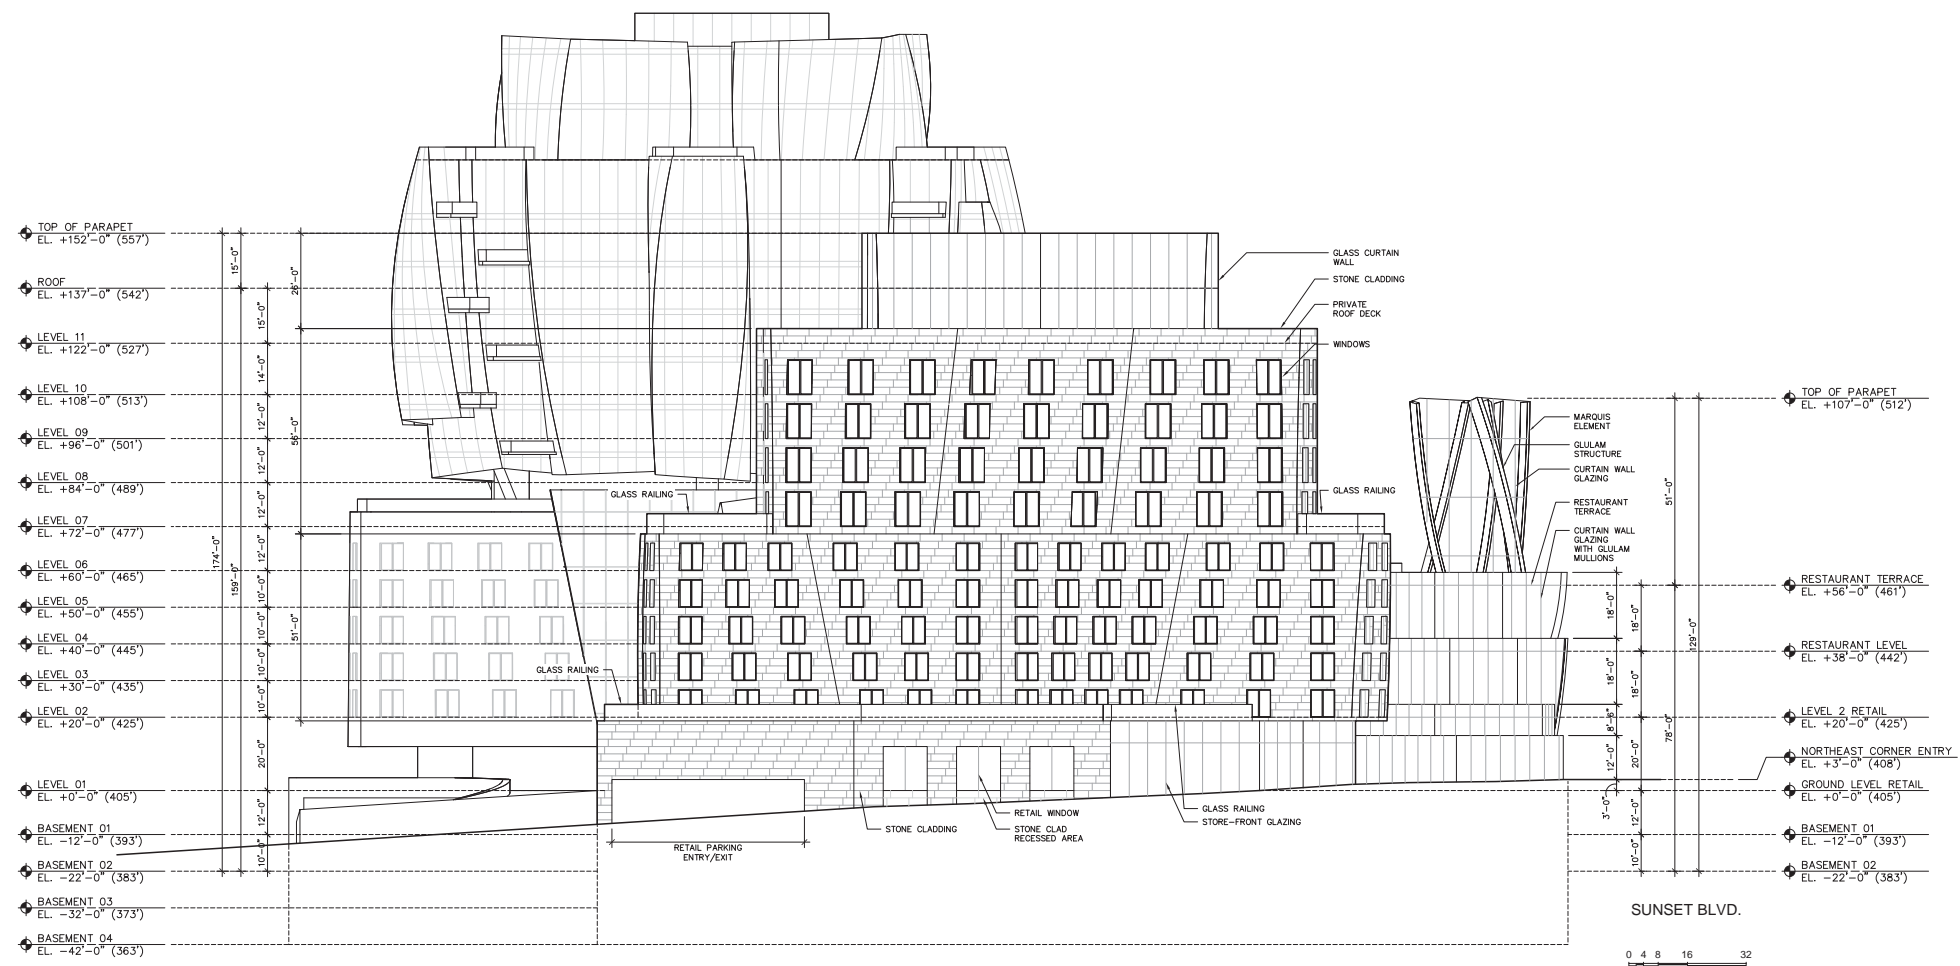 TOP OF PARAPET
EL. +152'-0" (557')
ROOF
EL. +137'-0" (542')
LEVEL 11
EL. +122'-0" (527')
LEVEL 10
EL. +108'-0" (513')
LEVEL 09
EL. +96'-0" (501')
LEVEL 08
EL. +84'-0" (489')
LEVEL 07
EL. +72'-0" (477')
LEVEL 06
EL. +60'-0" (465')
LEVEL 05
EL. +50'-0" (455')
LEVEL 04
EL. +40'-0" (445')
LEVEL 03
EL. +30'-0" (435')
LEVEL 02
EL. +20'-0" (425')
LEVEL 01
EL. +0'-0" (405')
BASEMENT 01
EL. -12'-0" (393')
BASEMENT 02
EL. -22'-0" (383')
BASEMENT 03
EL. -32'-0" (373')
BASEMENT 04
EL. -42'-0" (363')
174'-0"
15'-0"
159'-0"
15'-0"
14'-0"
12'-0"
12'-0"
12'-0"
12'-0"
10'-0"
10'-0"
10'-0"
10'-0"
20'-0"
12'-0"
10'-0"
26'-0"
56'-0"
51'-0"
GLASS RAILING
GLASS RAILING
GLASS CURTAIN
WALL
STONE CLADDING
PRIVATE
ROOF DECK
WINDOWS
GLASS RAILING
RETAIL PARKING
ENTRY/EXIT
STONE CLADDING
RETAIL WINDOW
STONE CLAD
RECESSED AREA
GLASS RAILING
STORE-FRONT GLAZING
MARQUIS
ELEMENT
GLULAM
STRUCTURE
CURTAIN WALL
GLAZING
RESTAURANT
TERRACE
CURTAIN WALL
GLAZING
WITH GLULAM
MULLIONS
18'-0"
18'-0"
8'-6"
12'-0"
3'-0"
18'-0"
18'-0"
20'-0"
12'-0"
10'-0"
51'-0"
78'-0"
129'-0"
TOP OF PARAPET
EL. +107'-0" (512')
RESTAURANT TERRACE
EL. +56'-0" (461')
RESTAURANT LEVEL
EL. +38'-0" (442')
LEVEL 2 RETAIL
EL. +20'-0" (425')
NORTHEAST CORNER ENTRY
EL. +3'-0" (408')
GROUND LEVEL RETAIL
EL. +0'-0" (405')
BASEMENT 01
EL. -12'-0" (393')
BASEMENT 02
EL. -22'-0" (383')
SUNSET BLVD.
0 4 8 16 32